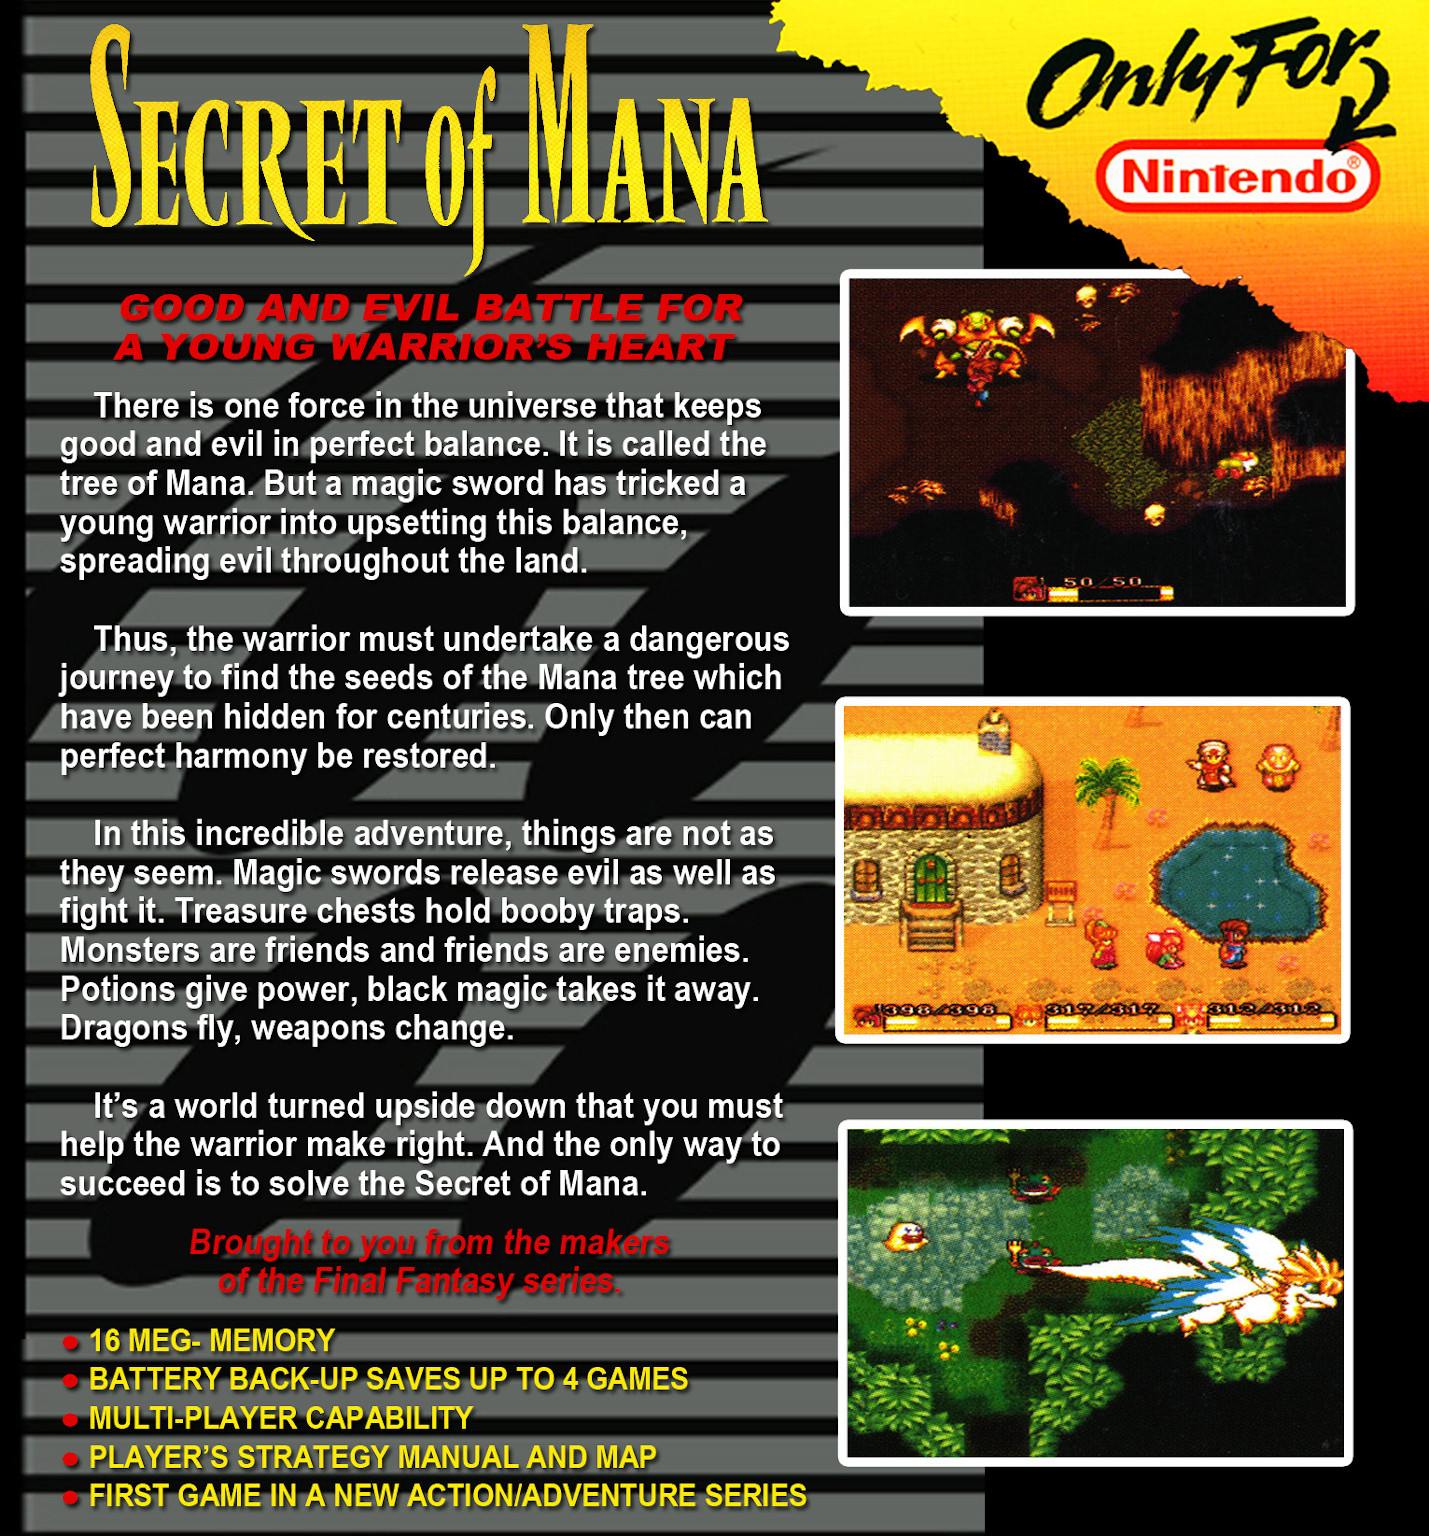 SECRET of MANA
Only For
Nintendo®
GOOD AND EVIL BATTLE FOR
A YOUNG WARRIOR'S HEART
There is one force in the universe that keeps
good and evil in perfect balance. It is called the
tree of Mana. But a magic sword has tricked a
young warrior into upsetting this balance,
spreading evil throughout the land.
Thus, the warrior must undertake a dangerous
journey to find the seeds of the Mana tree which
have been hidden for centuries. Only then can
perfect harmony be restored.
In this incredible adventure, things are not as
they seem. Magic swords release evil as well as
fight it. Treasure chests hold booby traps.
Monsters are friends and friends are enemies.
Potions give power, black magic takes it away.
Dragons fly, weapons change.
It's a world turned upside down that you must
help the warrior make right. And the only way to
succeed is to solve the Secret of Mana.
Brought to you from the makers
of the Final Fantasy series.
• 16 MEG- MEMORY
• BATTERY BACK-UP SAVES UP TO 4 GAMES
• MULTI-PLAYER CAPABILITY
• PLAYER'S STRATEGY MANUAL AND MAP
• FIRST GAME IN A NEW ACTION/ADVENTURE SERIES
50/50
398/398 317/317 312/312